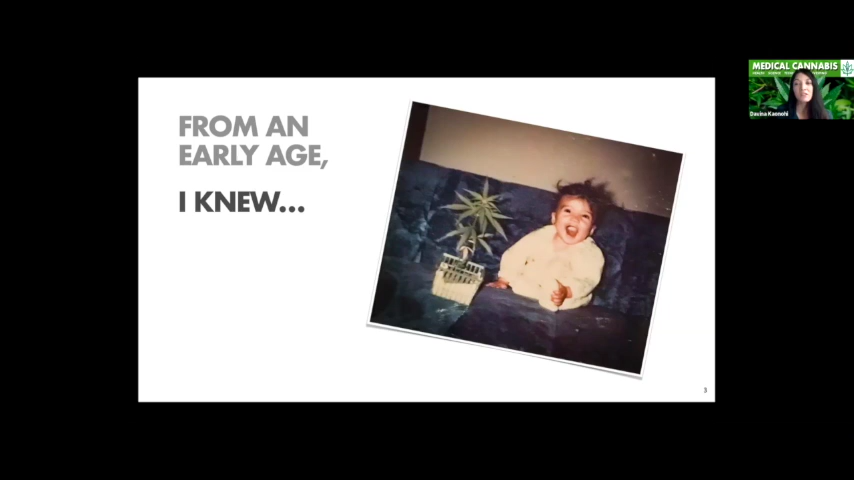 FROM AN
EARLY AGE,
I KNEW...
3
MEDICAL CANNABIS
Davina Kaonohi